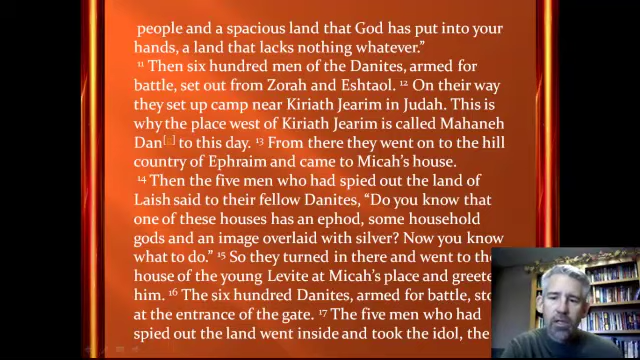 people and a spacious land that God has put into your
hands, a land that lacks nothing whatever.”
11 Then six hundred men of the Danites, armed for
battle, set out from Zorah and Eshtaol. 12 On their way
they set up camp near Kiriath Jearim in Judah. This is
why the place west of Kiriath Jearim is called Mahaneh
Dan to this day. 13 From there they went on to the hill
country of Ephraim and came to Micah’s house.
14 Then the five men who had spied out the land of
Laish said to their fellow Danites, “Do you know that
one of these houses has an ephod, some household
gods and an image overlaid with silver? Now you know
what to do.” 15 So they turned in there and went to the
house of the young Levite at Micah’s place and greete
him. 16 The six hundred Danites, armed for battle, sto
at the entrance of the gate. 17 The five men who had
spied out the land went inside and took the idol, the